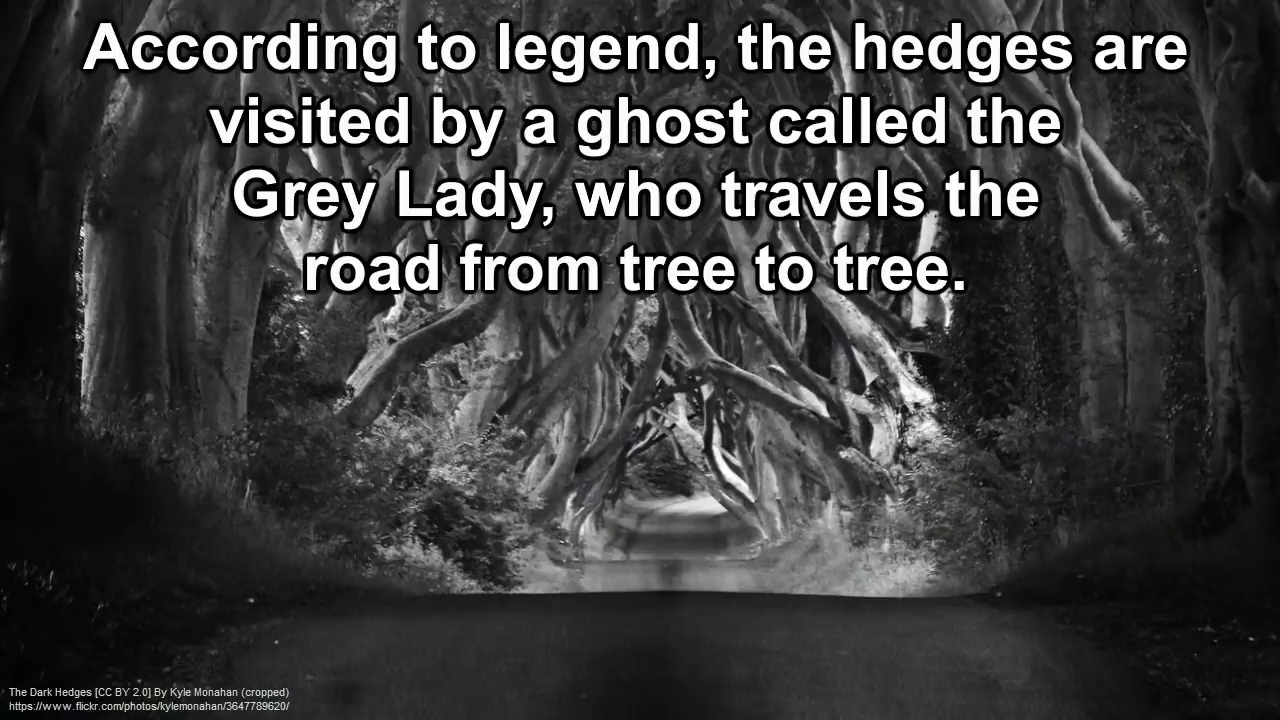 According to legend, the hedges are
visited by a ghost called the
Grey Lady, who travels the
road from tree to tree.
The Dark Hedges [CC BY 2.0] By Kyle Monahan (cropped)
https://www.flickr.com/photos/kylemonahan/3647789620/